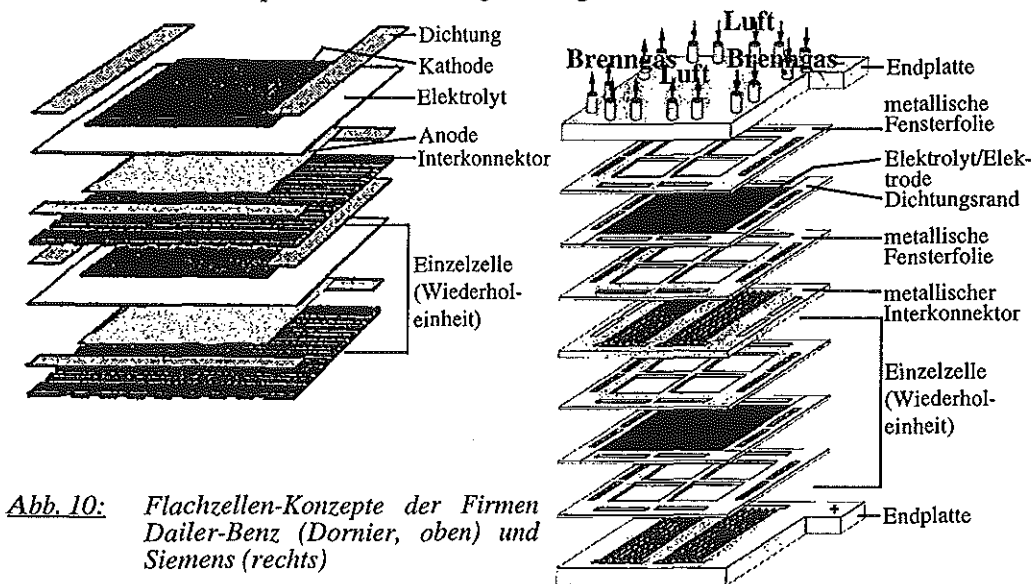 Dichtung
Kathode
Elektrolyt
Anode
Interkonnektor
Einzelzelle
(Wiederhol-
einheit)
Luft
Brenngas
Brenngas
Luft
Endplatte
metallische
Fensterfolie
Elektrolyt/Elek-
trode
Dichtungsrand
metallische
Fensterfolie
metallischer
Interkonnektor
Einzelzelle
(Wiederhol-
einheit)
+
Endplatte
Abb. 10: Flachzellen-Konzepte der Firmen
Dailer-Benz (Dornier, oben) und
Siemens (rechts)